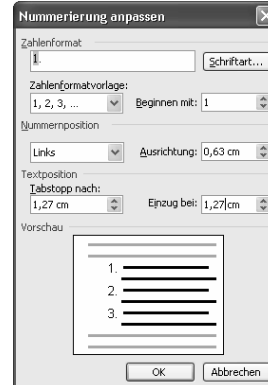 Nummerierung anpassen
Zahlenformat
1.
Schriftart...
Zahlenformatvorlage:
1, 2, 3, ... Beginnen mit: 1
Nummernposition
Links Ausrichtung: 0,63 cm
Textposition
Tabstopp nach:
1,27 cm Einzug bei: 1,27 cm
Vorschau
1.
2.
3.
OK Abbrechen